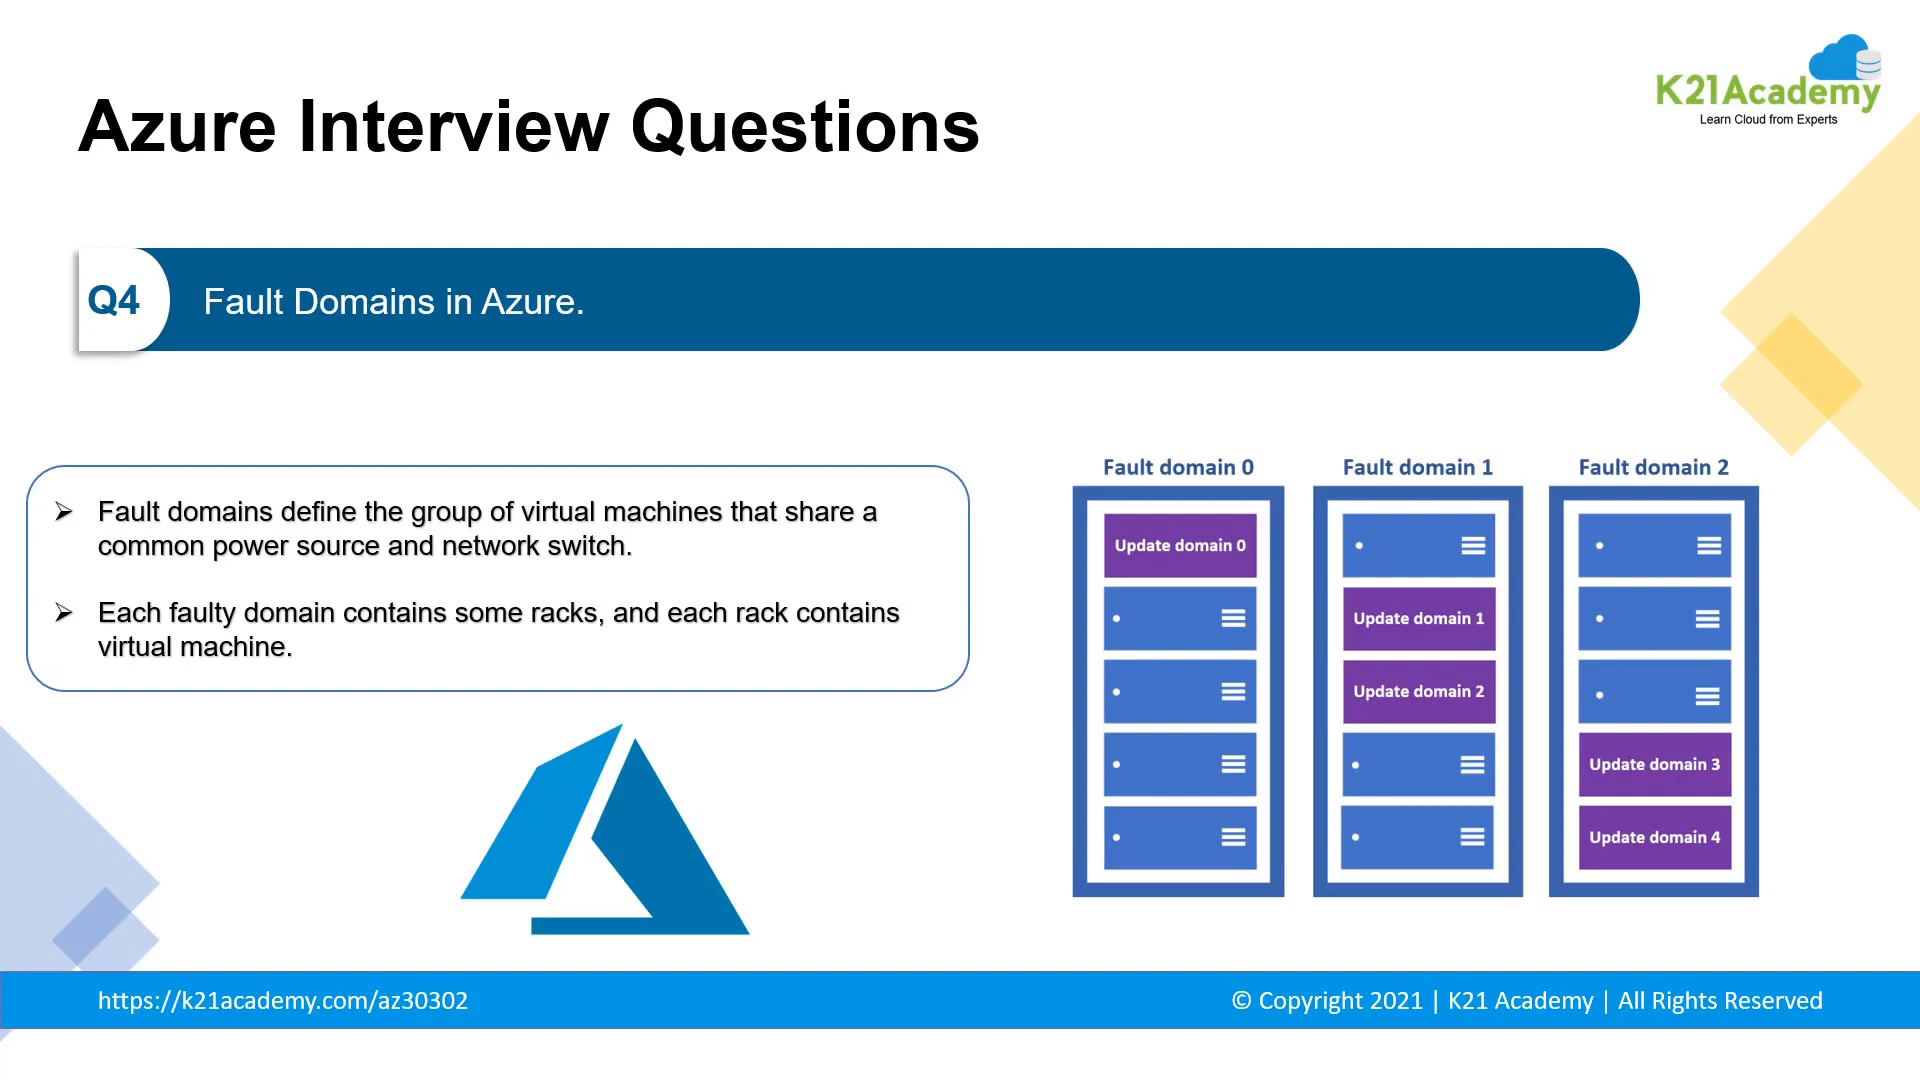 K21Academy
Learn Cloud from Experts
Azure Interview Questions
Q4
Fault Domains in Azure.
Fault domains define the group of virtual machines that share a
common power source and network switch.
Each faulty domain contains some racks, and each rack contains
virtual machine.
Fault domain 0
Fault domain 1
Fault domain 2
Update domain 0
Update domain 1
Update domain 2
Update domain 3
Update domain 4
https://k21academy.com/az30302
© Copyright 2021 | K21 Academy | All Rights Reserved